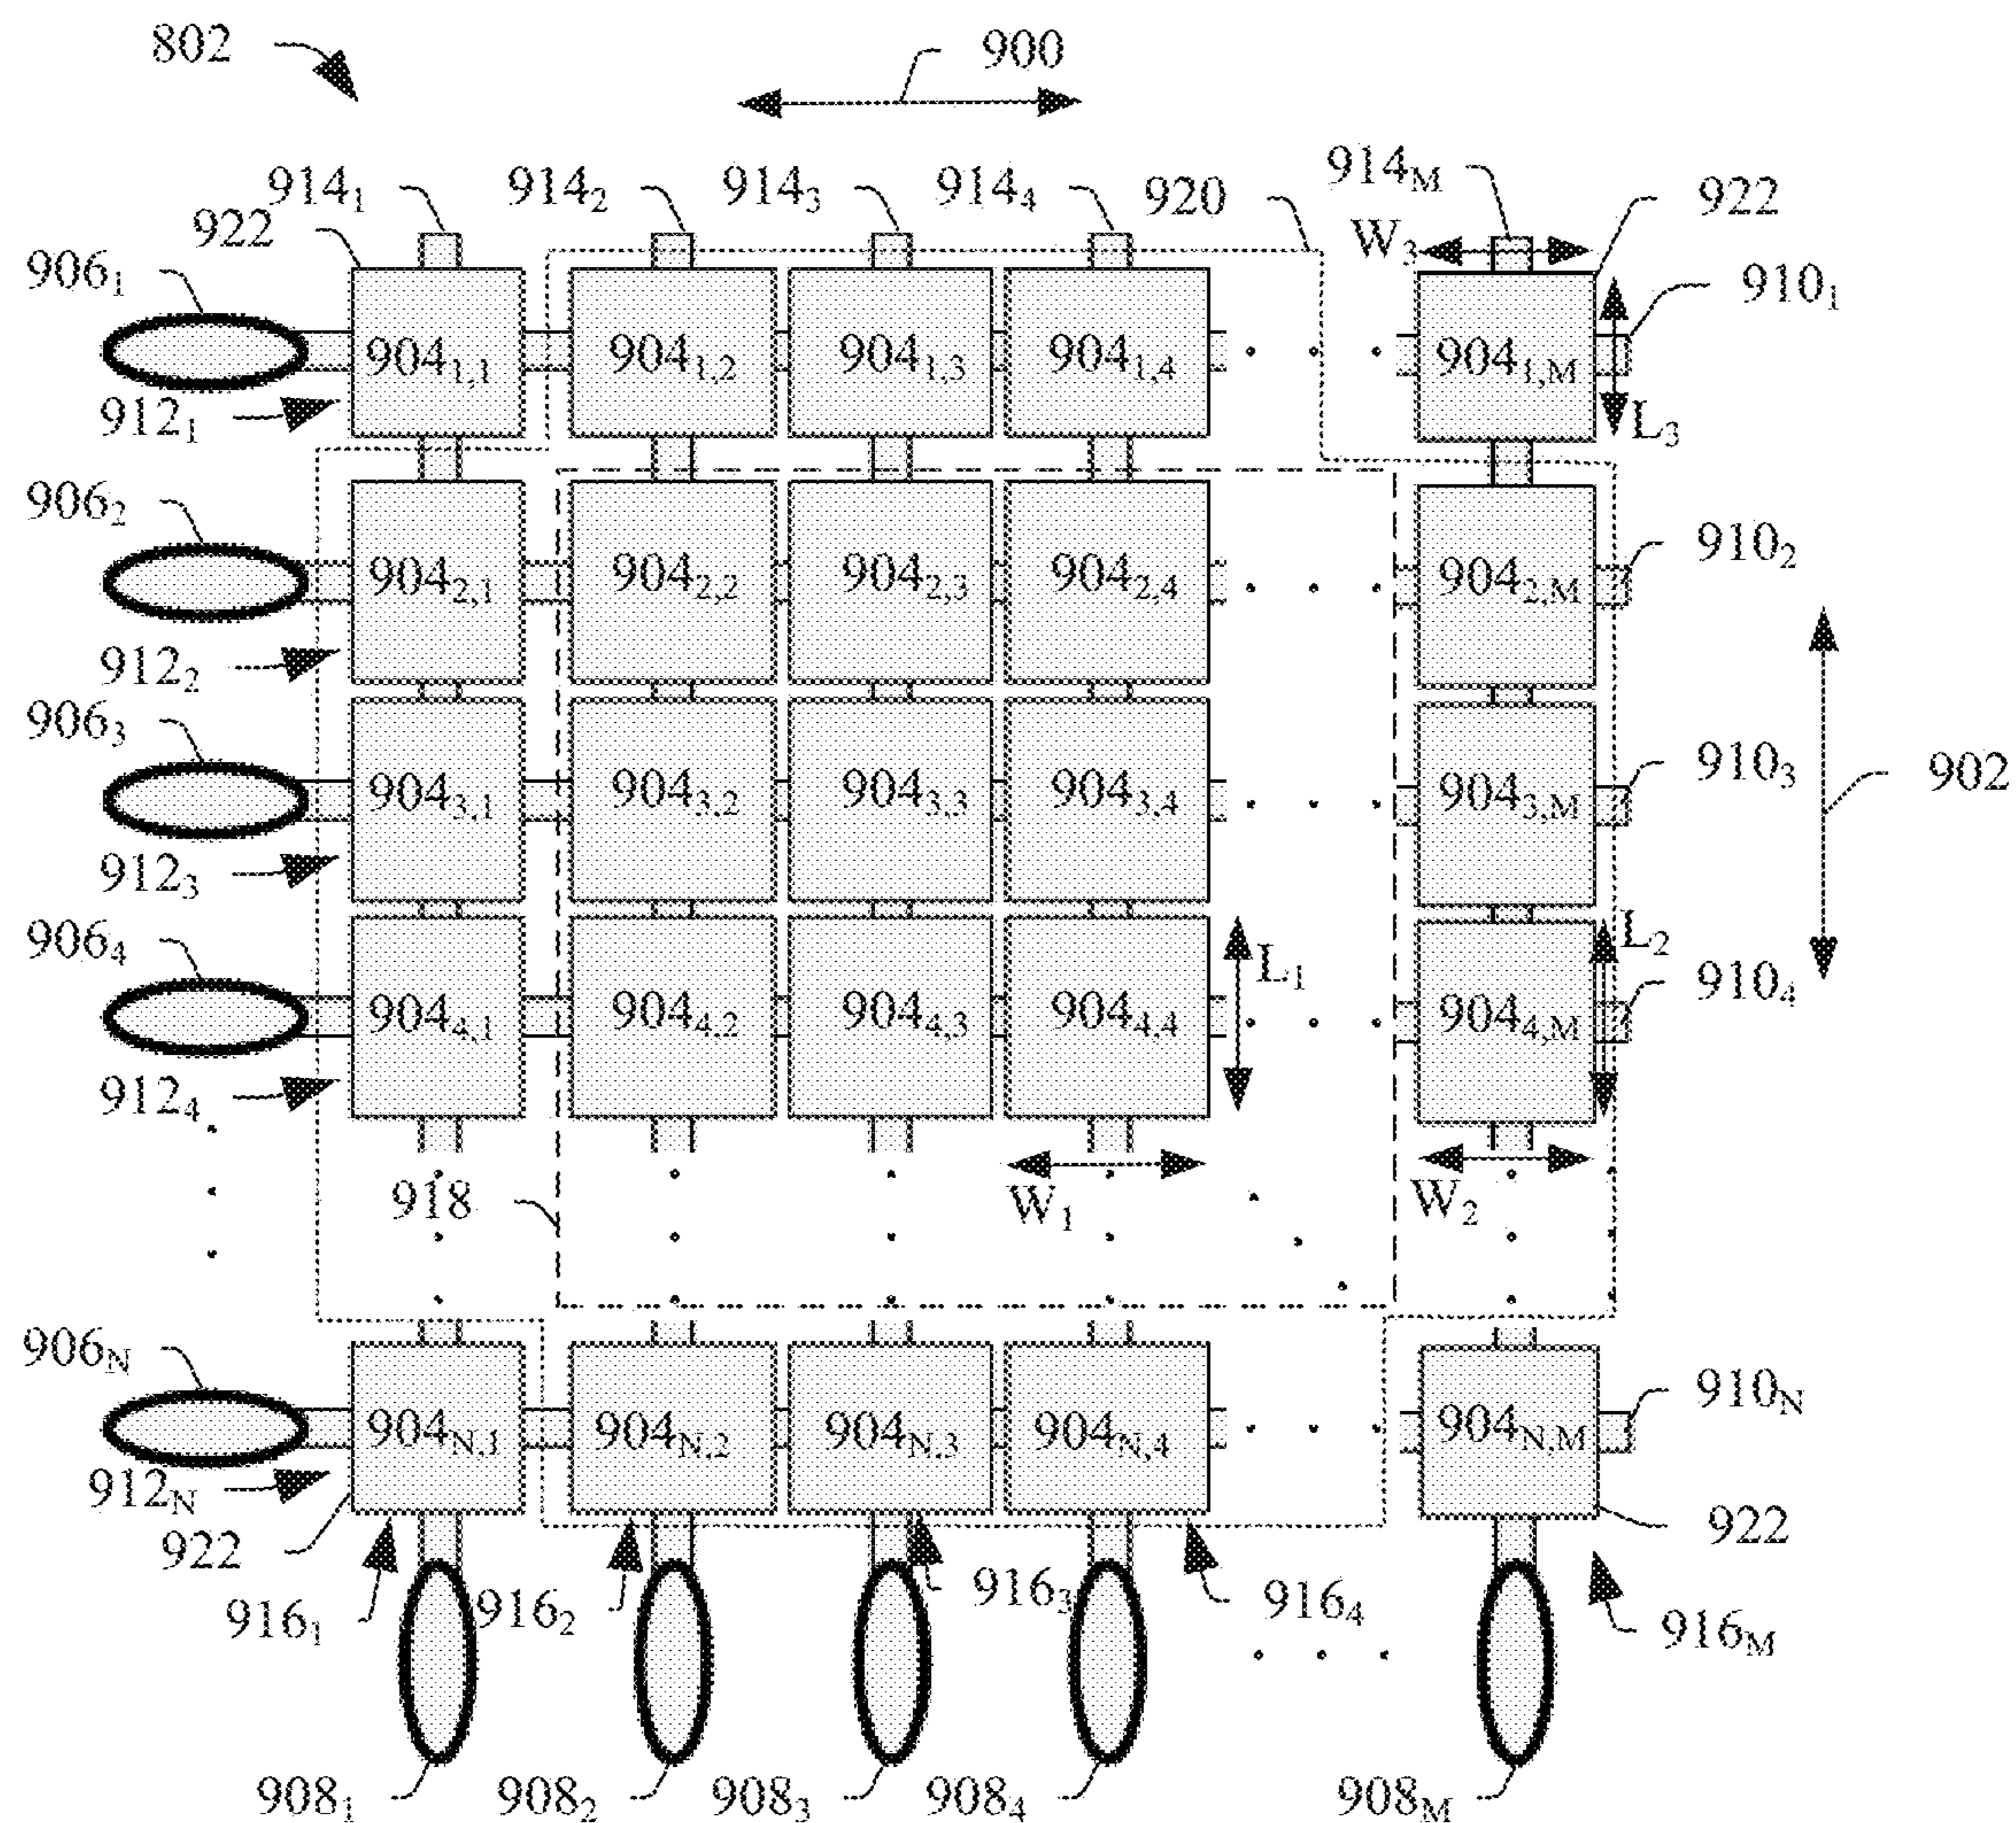 802
900
914₁ 914₂ 914₃ 914₄ 920 914_M
922 W₃ 922
906₁ 910₁
904₁,₁ 904₁,₂ 904₁,₃ 904₁,₄ . . . 904₁,M
912₁ L₃
906₂ 910₂
904₂,₁ 904₂,₂ 904₂,₃ 904₂,₄ . . . 904₂,M
912₂
906₃ 910₃ 902
904₃,₁ 904₃,₂ 904₃,₃ 904₃,₄ . . . 904₃,M
912₃
906₄ L₁ L₂ 910₄
904₄,₁ 904₄,₂ 904₄,₃ 904₄,₄ . . . 904₄,M
912₄
918 W₁ W₂
906_N 910_N
904_N,₁ 904_N,₂ 904_N,₃ 904_N,₄ . . . 904_N,M
912_N
922 922
916₁ 916₂ 916₃ 916₄ 916_M
908₁ 908₂ 908₃ 908₄ . . . 908_M